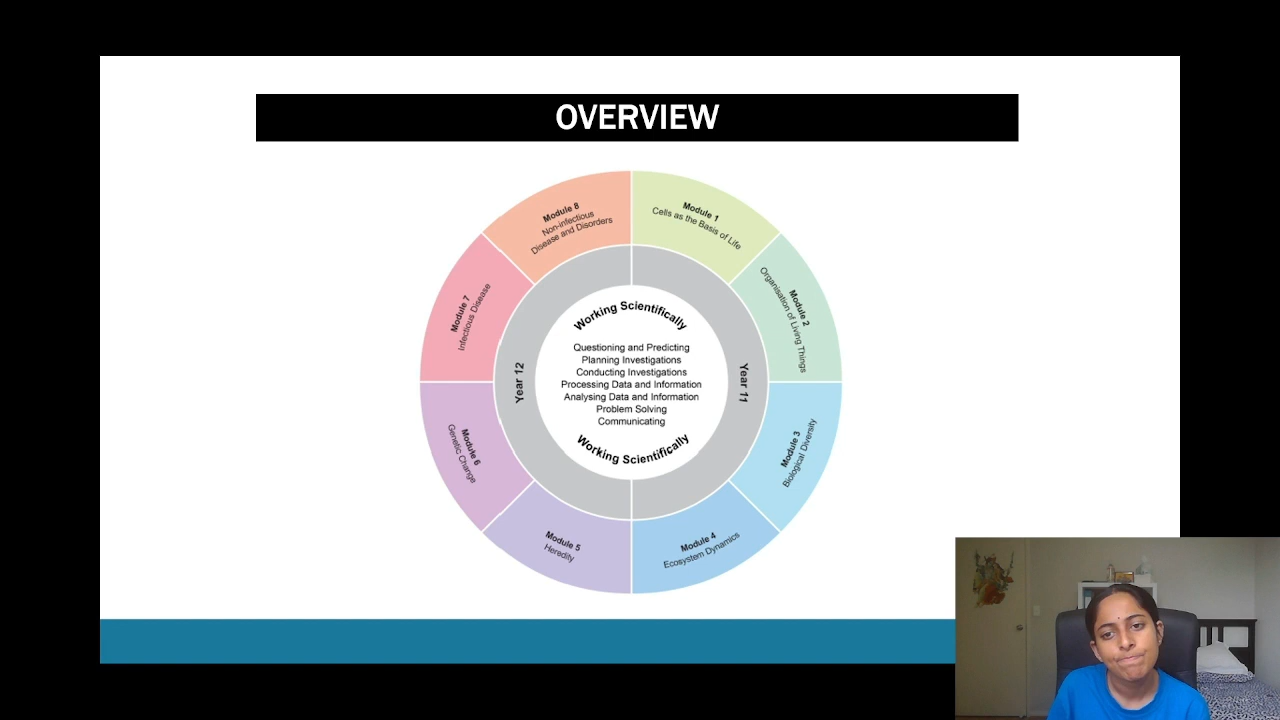 OVERVIEW
Module 1
Cells as the Basis of Life
Module 2
Organisation of Living Things
Module 3
Biological Diversity
Module 4
Ecosystem Dynamics
Module 5
Heredity
Module 6
Genetic Change
Module 7
Infectious Disease
Module 8
Non-infectious
Disease and Disorders
Year 11
Year 12
Working Scientifically
Questioning and Predicting
Planning Investigations
Conducting Investigations
Processing Data and Information
Analysing Data and Information
Problem Solving
Communicating
Working Scientifically